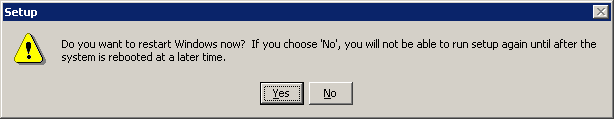 Setup
Do you want to restart Windows now?  If you choose 'No', you will not be able to run setup again until after the
system is rebooted at a later time.
Yes
No